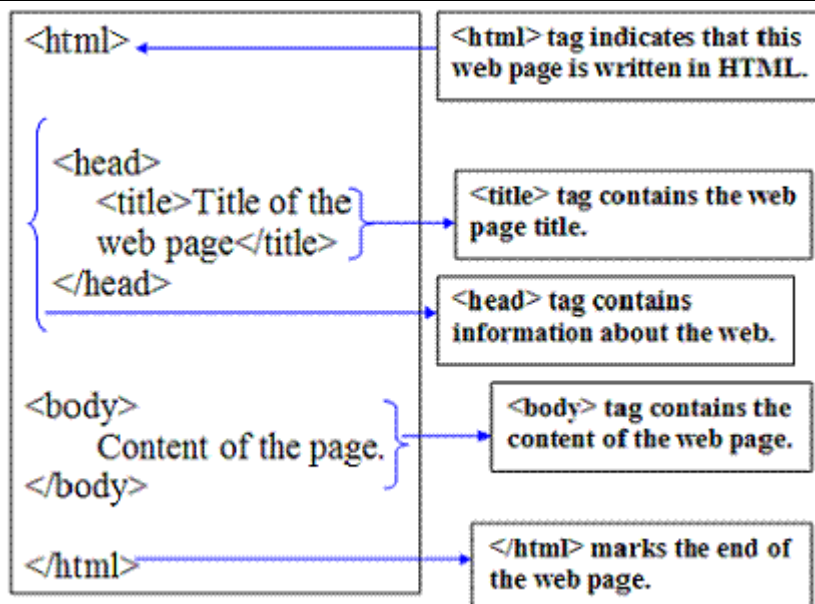 <html>
<html> tag indicates that this
web page is written in HTML.
<head>
<title>Title of the
web page</title>
</head>
<title> tag contains the web
page title.
<head> tag contains
information about the web.
<body>
Content of the page.
</body>
<body> tag contains the
content of the web page.
</html>
</html> marks the end of
the web page.